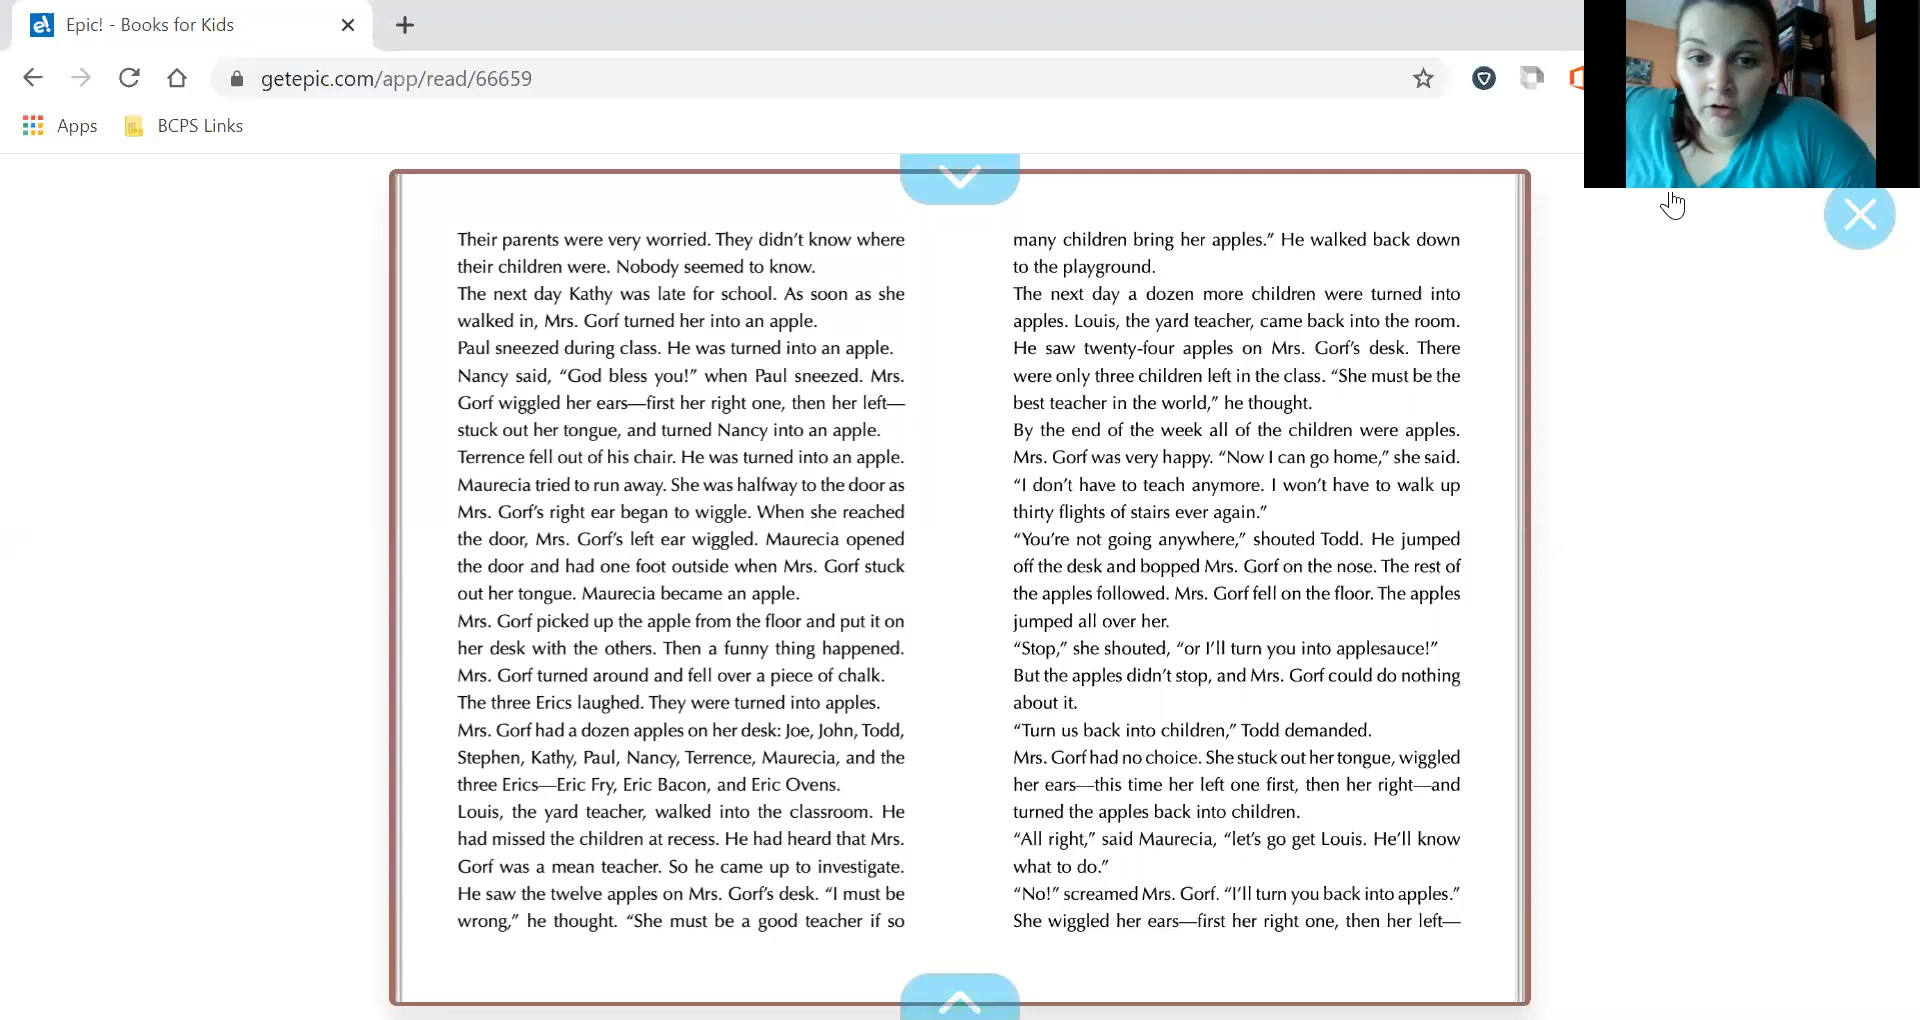 Epic! - Books for Kids
getepic.com/app/read/66659
Apps
BCPS Links
Their parents were very worried. They didn’t know where
their children were. Nobody seemed to know.
The next day Kathy was late for school. As soon as she
walked in, Mrs. Gorf turned her into an apple.
Paul sneezed during class. He was turned into an apple.
Nancy said, “God bless you!” when Paul sneezed. Mrs.
Gorf wiggled her ears—first her right one, then her left—
stuck out her tongue, and turned Nancy into an apple.
Terrence fell out of his chair. He was turned into an apple.
Maurecia tried to run away. She was halfway to the door as
Mrs. Gorf’s right ear began to wiggle. When she reached
the door, Mrs. Gorf’s left ear wiggled. Maurecia opened
the door and had one foot outside when Mrs. Gorf stuck
out her tongue. Maurecia became an apple.
Mrs. Gorf picked up the apple from the floor and put it on
her desk with the others. Then a funny thing happened.
Mrs. Gorf turned around and fell over a piece of chalk.
The three Erics laughed. They were turned into apples.
Mrs. Gorf had a dozen apples on her desk: Joe, John, Todd,
Stephen, Kathy, Paul, Nancy, Terrence, Maurecia, and the
three Erics—Eric Fry, Eric Bacon, and Eric Ovens.
Louis, the yard teacher, walked into the classroom. He
had missed the children at recess. He had heard that Mrs.
Gorf was a mean teacher. So he came up to investigate.
He saw the twelve apples on Mrs. Gorf’s desk. “I must be
wrong,” he thought. “She must be a good teacher if so
many children bring her apples.” He walked back down
to the playground.
The next day a dozen more children were turned into
apples. Louis, the yard teacher, came back into the room.
He saw twenty-four apples on Mrs. Gorf’s desk. There
were only three children left in the class. “She must be the
best teacher in the world,” he thought.
By the end of the week all of the children were apples.
Mrs. Gorf was very happy. “Now I can go home,” she said.
“I don’t have to teach anymore. I won’t have to walk up
thirty flights of stairs ever again.”
“You’re not going anywhere,” shouted Todd. He jumped
off the desk and bopped Mrs. Gorf on the nose. The rest of
the apples followed. Mrs. Gorf fell on the floor. The apples
jumped all over her.
“Stop,” she shouted, “or I’ll turn you into applesauce!”
But the apples didn’t stop, and Mrs. Gorf could do nothing
about it.
“Turn us back into children,” Todd demanded.
Mrs. Gorf had no choice. She stuck out her tongue, wiggled
her ears—this time her left one first, then her right—and
turned the apples back into children.
“All right,” said Maurecia, “let’s go get Louis. He’ll know
what to do.”
“No!” screamed Mrs. Gorf. “I’ll turn you back into apples.”
She wiggled her ears—first her right one, then her left—